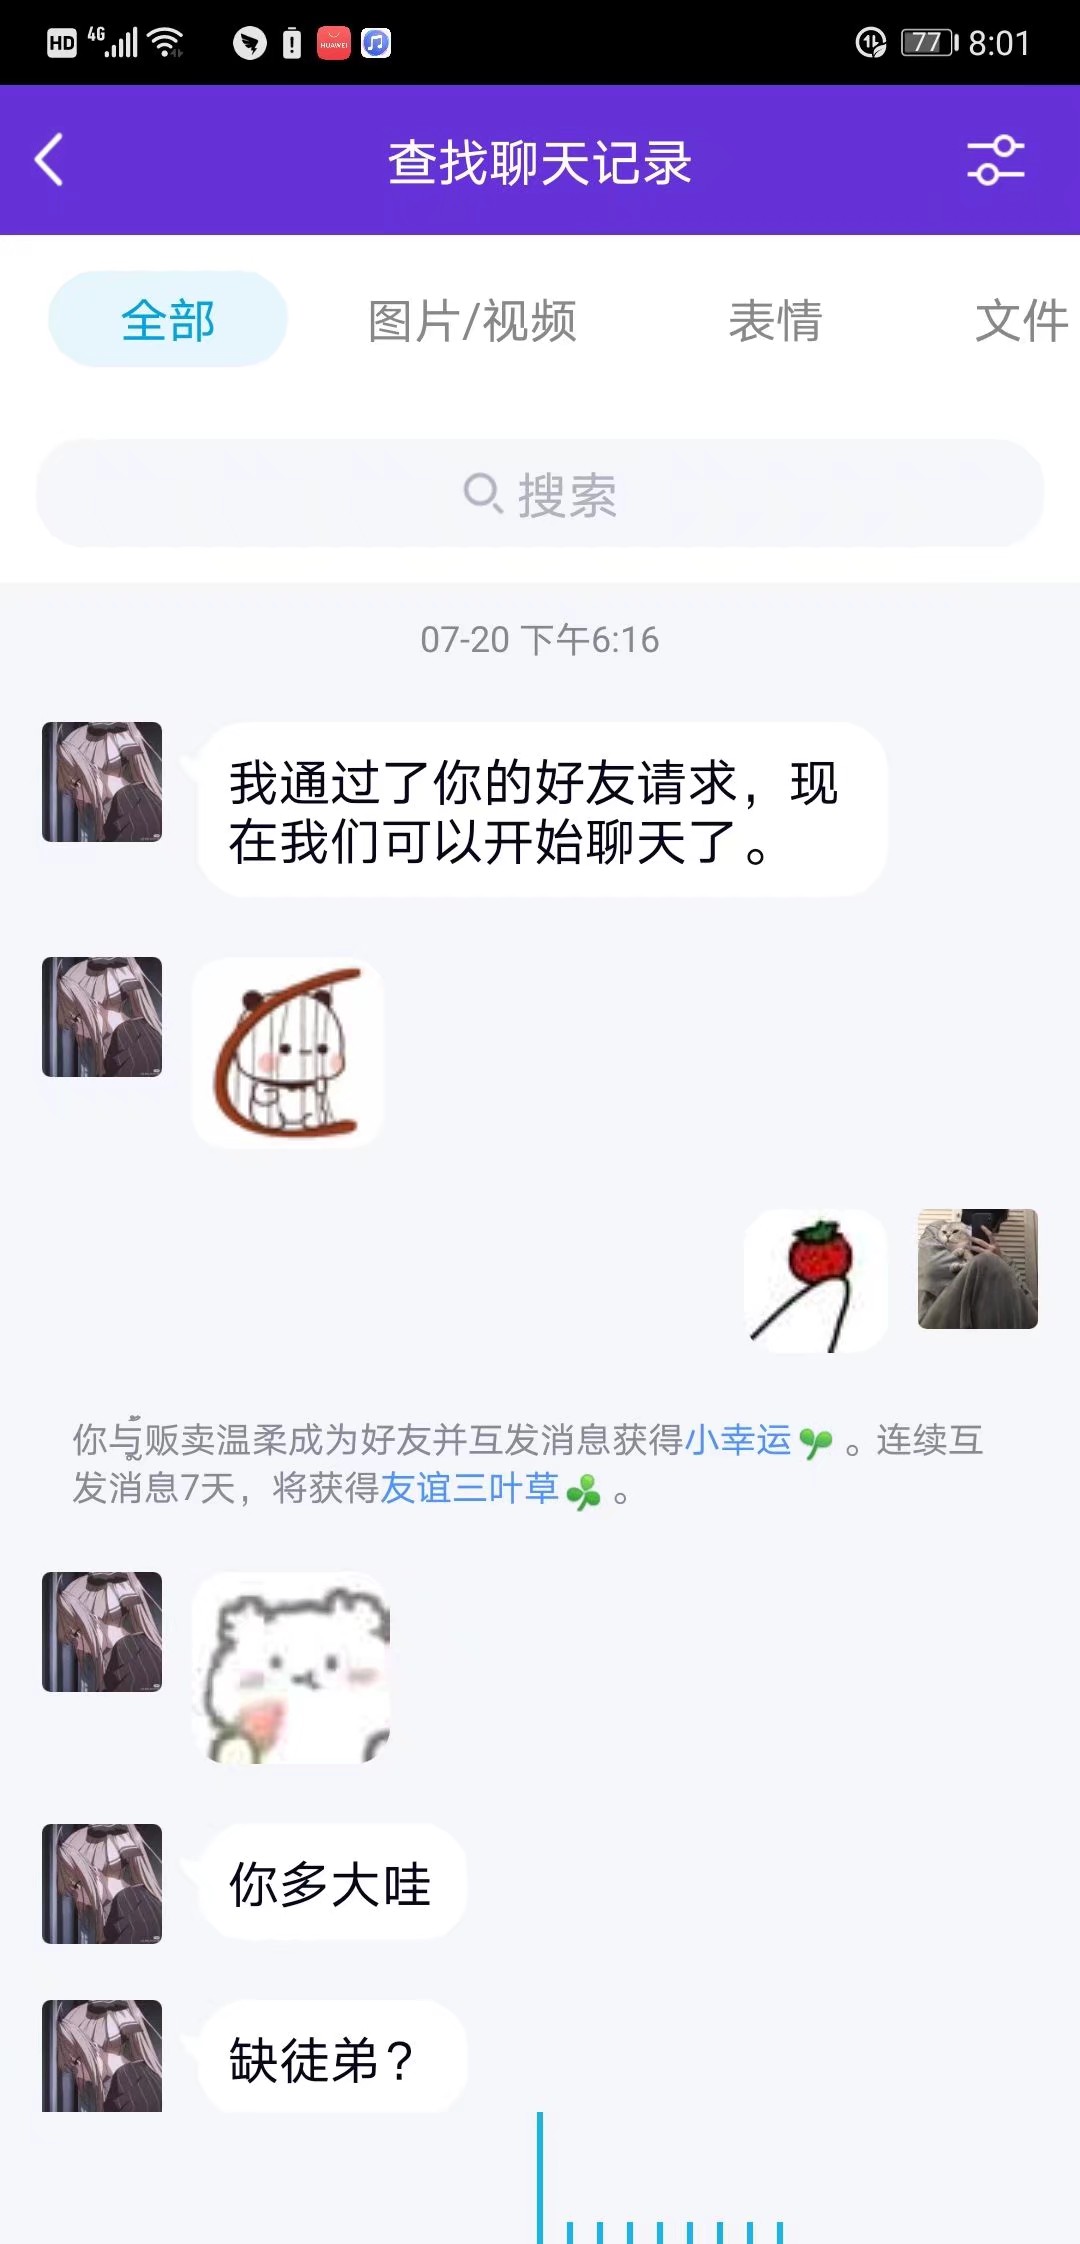 HD 4G HUAWEI 77 8:01
查找聊天记录
全部 图片/视频 表情 文件
搜索
07-20 下午6:16
我通过了你的好友请求，现
在我们可以开始聊天了。
你与贩卖温柔成为好友并互发消息获得小幸运。连续互
发消息7天，将获得友谊三叶草。
你多大哇
缺徒弟？